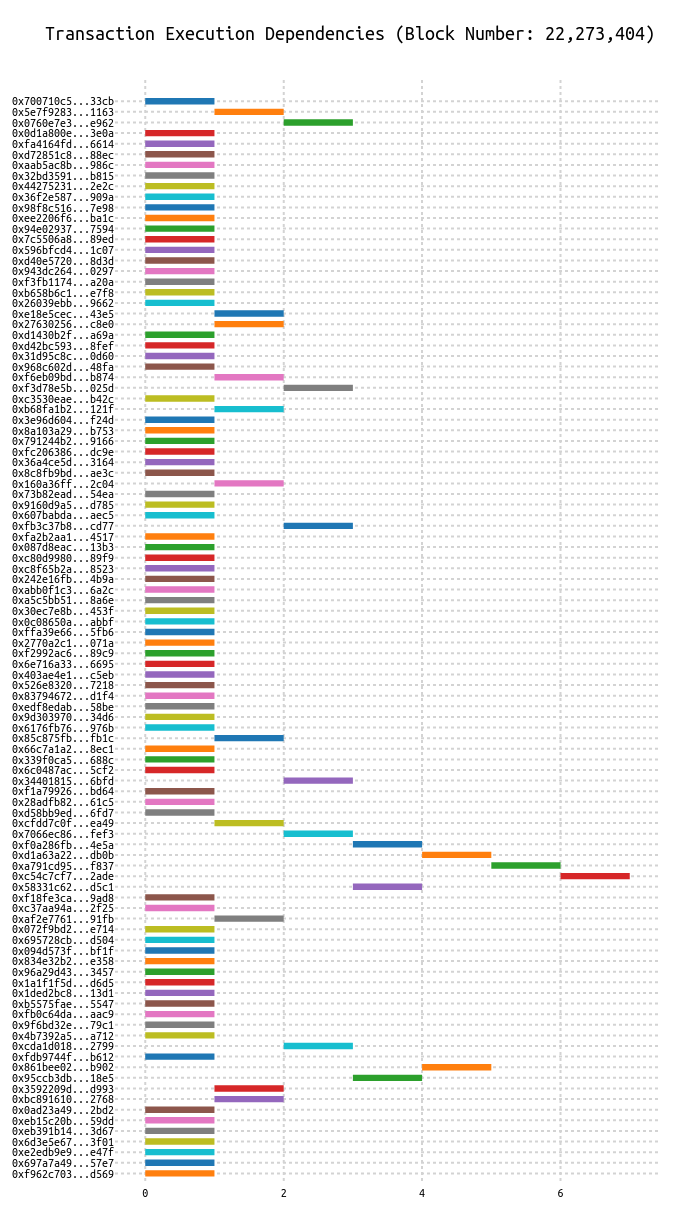 Transaction Execution Dependencies (Block Number: 22,273,404)
0x700710c5...33cb
0x5e7f9283...1163
0x0760e7e3...e962
0x0d1a800e...3e0a
0xfa4164fd...6614
0xd72851c8...88ec
0xaab5ac8b...986c
0x32bd3591...b815
0x44275231...2e2c
0x36f2e587...909a
0x98f8c516...7e98
0xee2206f6...ba1c
0x94e02937...7594
0x7c5506a8...89ed
0x596bfcd4...1c07
0xd40e5720...8d3d
0x943dc264...0297
0xf3fb1174...a20a
0xb658b6c1...e7f8
0x26039ebb...9662
0xe18e5cec...43e5
0x27630256...c8e0
0xd1430b2f...a69a
0xd42bc593...8fef
0x31d95c8c...0d60
0x968c602d...48fa
0xf6eb09bd...b874
0xf3d78e5b...025d
0xc3530eae...b42c
0xb68fa1b2...121f
0x3e96d604...f24d
0x8a103a29...b753
0x791244b2...9166
0xfc206386...dc9e
0x36a4ce5d...3164
0x8c8fb9bd...ae3c
0x160a36ff...2c04
0x73b82ead...54ea
0x9160d9a5...d785
0x607babda...aec5
0xfb3c37b8...cd77
0xfa2b2aa1...4517
0x087d8eac...13b3
0xc80d9980...89f9
0xc8f65b2a...8523
0x242e16fb...4b9a
0xabb0f1c3...6a2c
0xa5c5bb51...8a6e
0x30ec7e8b...453f
0x0c08650a...abbf
0xffa39e66...5fb6
0x2770a2c1...071a
0xf2992ac6...89c9
0x6e716a33...6695
0x403ae4e1...c5eb
0x526e8320...7218
0x83794672...d1f4
0xedf8edab...58be
0x9d303970...34d6
0x6176fb76...976b
0x85c875fb...fb1c
0x66c7a1a2...8ec1
0x339f0ca5...688c
0x6c0487ac...5cf2
0x34401815...6bfd
0xf1a79926...bd64
0x28adfb82...61c5
0xd58bb9ed...6fd7
0xcfdd7c0f...ea49
0x7066ec86...fef3
0xf0a286fb...4e5a
0xd1a63a22...db0b
0xa791cd95...f837
0xc54c7cf7...2ade
0x58331c62...d5c1
0xf18fe3ca...9ad8
0xc37aa94a...2f25
0xaf2e7761...91fb
0x072f9bd2...e714
0x695728cb...d504
0x094d573f...bf1f
0x834e32b2...e358
0x96a29d43...3457
0x1a1f1f5d...d6d5
0x1ded2bc8...13d1
0xb5575fae...5547
0xfb0c64da...aac9
0x9f6bd32e...79c1
0x4b7392a5...a712
0xcda1d018...2799
0xfdb9744f...b612
0x861bee02...b902
0x95ccb3db...18e5
0x3592209d...d993
0xbc891610...2768
0x0ad23a49...2bd2
0xeb15c20b...59dd
0xeb391b14...3d67
0x6d3e5e67...3f01
0xe2edb9e9...e47f
0x697a7a49...57e7
0xf962c703...d569
0 2 4 6